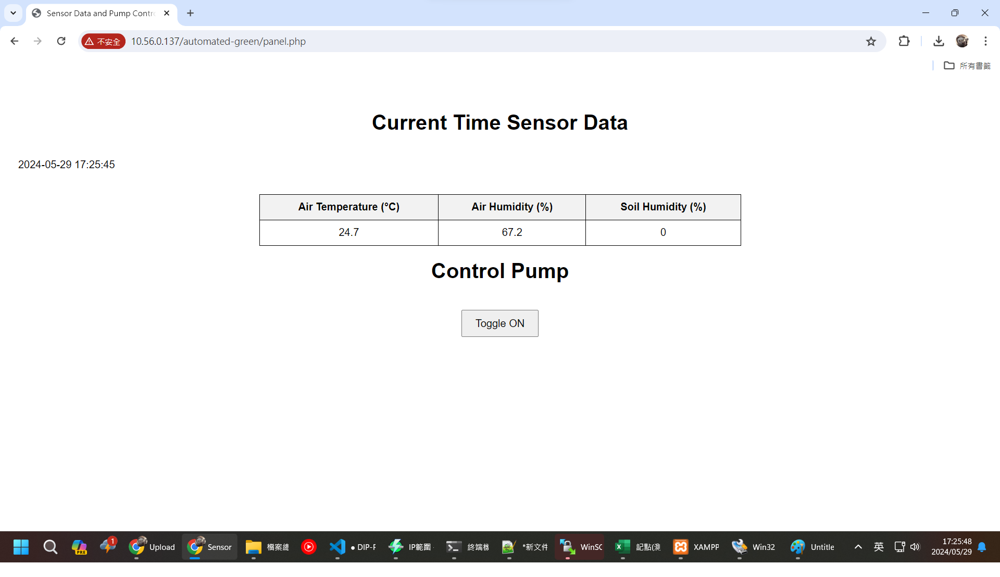 Sensor Data and Pump Contr
不安全
10.56.0.137/automated-green/panel.php
所有書籤
Current Time Sensor Data
2024-05-29 17:25:45
Air Temperature (°C) Air Humidity (%) Soil Humidity (%)
24.7 67.2 0
Control Pump
Toggle ON
PRE 1 Upload Sensor 檔案總 ● DIP-F IP範圍 終端機 *新文件 WinSC 記點(測 XAMPP Win32 Untitle 英 17:25:48
2024/05/29